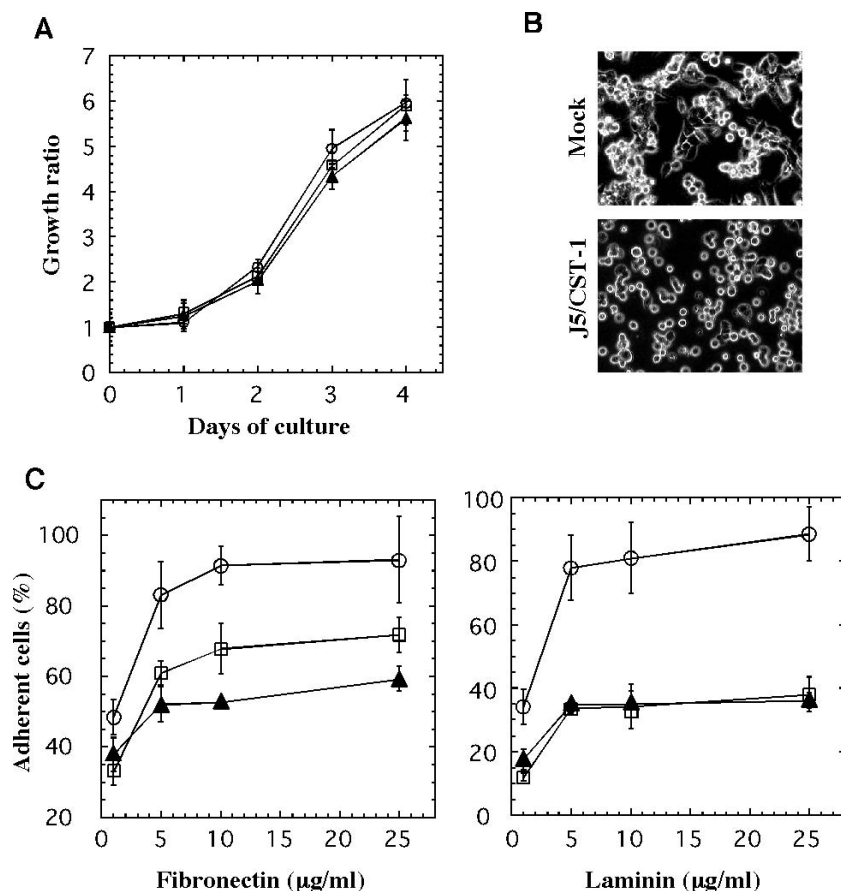 A
7
6
5
4
3
2
1
0
Growth ratio
0 1 2 3 4
Days of culture
B
Mock
J5/CST-1
C
100
80
60
40
20
Adherent cells (%)
0 5 10 15 20 25
Fibronectin (µg/ml)
100
80
60
40
20
0
0 5 10 15 20 25
Laminin (µg/ml)